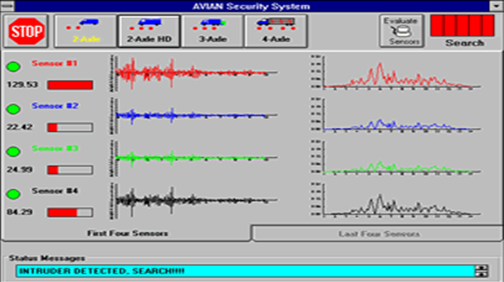 AVIAN Security System
STOP
2-Axle
2-Axle HD
3-Axle
4-Axle
Evaluate
Sensors
Search
Sensor #1
129.53
Sensor #2
22.42
Sensor #3
24.99
Sensor #4
84.29
First Four Sensors
Last Four Sensors
Status Messages
INTRUDER DETECTED, SEARCH!!!!